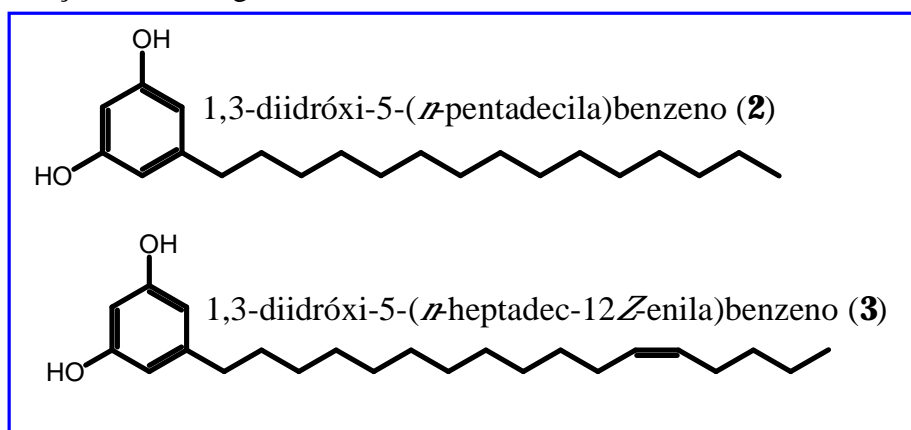 OH
1,3-diidróxi-5-(n-pentadecila)benzeno (2)
HO
OH
1,3-diidróxi-5-(n-heptadec-12Z-enila)benzeno (3)
HO